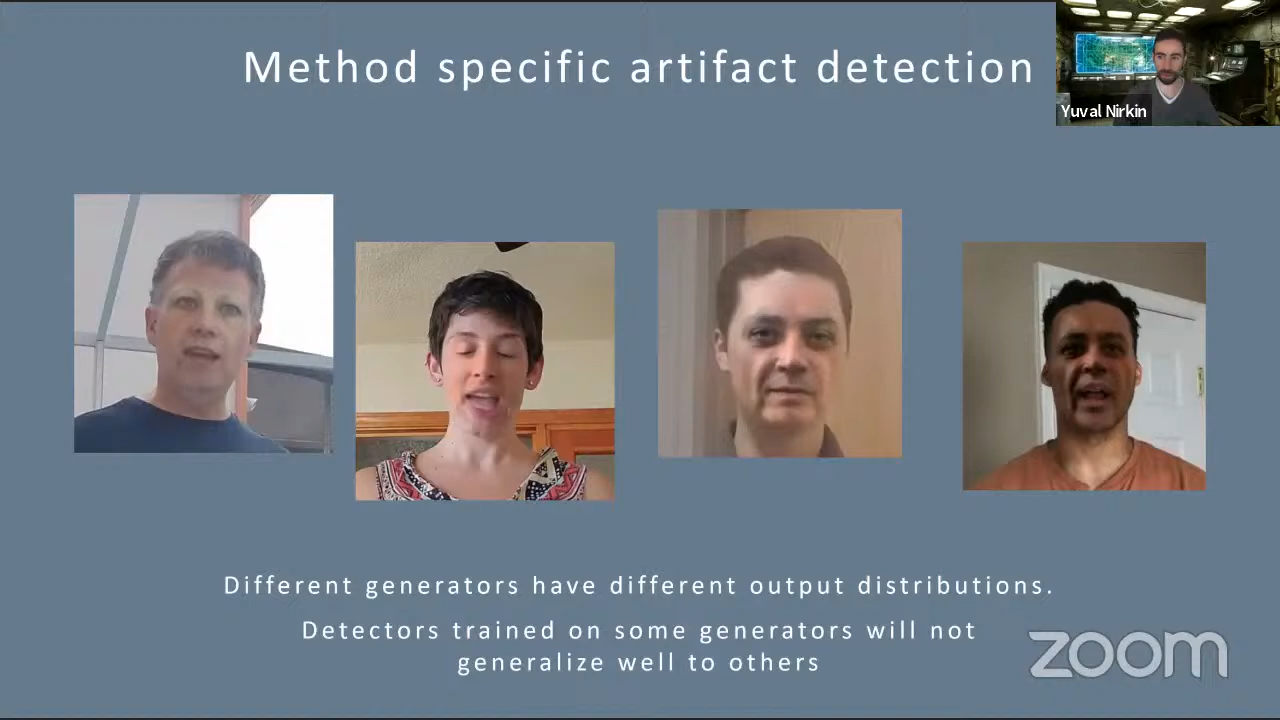 Method specific artifact detection
Yuval Nirkin
Different generators have different output distributions.
Detectors trained on some generators will not
generalize well to others
zoom